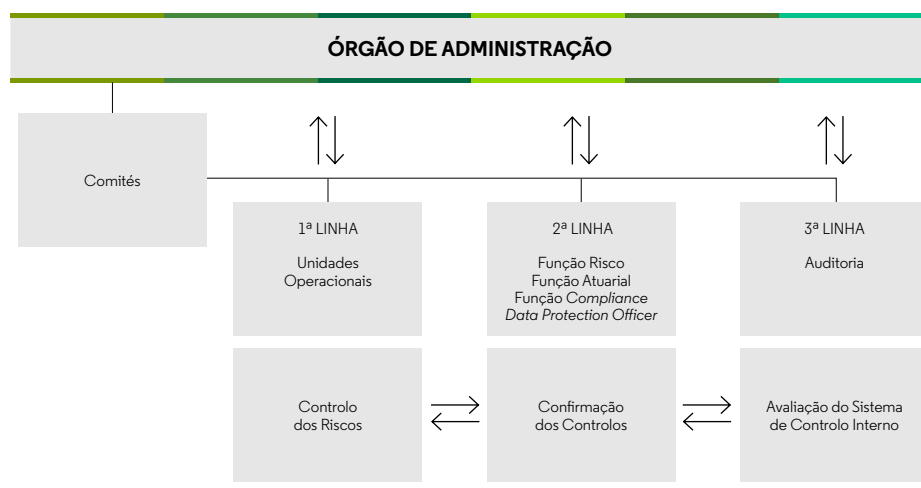 ÓRGÃO DE ADMINISTRAÇÃO
Comités
1ª LINHA
Unidades
Operacionais
2ª LINHA
Função Risco
Função Atuarial
Função Compliance
Data Protection Officer
3ª LINHA
Auditoria
Controlo
dos Riscos
Confirmação
dos Controlos
Avaliação do Sistema
de Controlo Interno